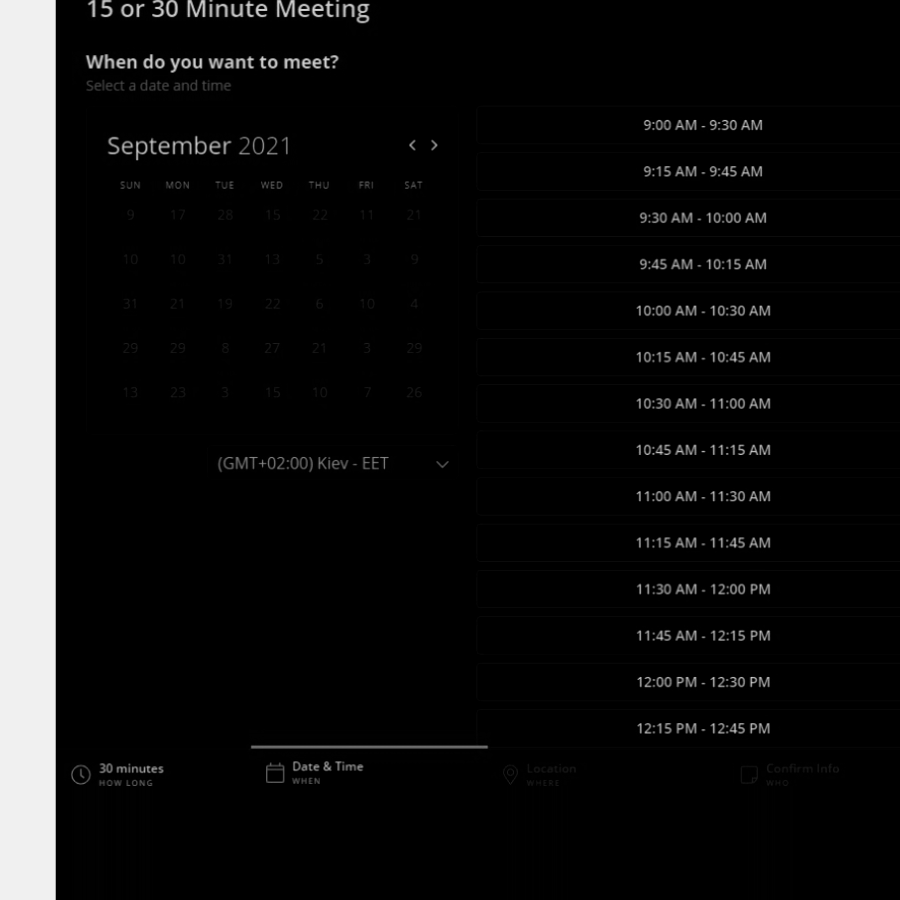 15 or 30 Minute Meeting
When do you want to meet?
Select a date and time
September 2021
SUN MON TUE WED THU FRI SAT
9 17 28 15 22 11 21
10 10 31 13 5 3 9
31 21 19 22 6 10 4
29 29 8 27 21 3 29
13 23 3 15 10 7 26
(GMT+02:00) Kiev - EET
9:00 AM - 9:30 AM
9:15 AM - 9:45 AM
9:30 AM - 10:00 AM
9:45 AM - 10:15 AM
10:00 AM - 10:30 AM
10:15 AM - 10:45 AM
10:30 AM - 11:00 AM
10:45 AM - 11:15 AM
11:00 AM - 11:30 AM
11:15 AM - 11:45 AM
11:30 AM - 12:00 PM
11:45 AM - 12:15 PM
12:00 PM - 12:30 PM
12:15 PM - 12:45 PM
30 minutes
HOW LONG
Date & Time
WHEN
Location
WHERE
Confirm Info
WHO